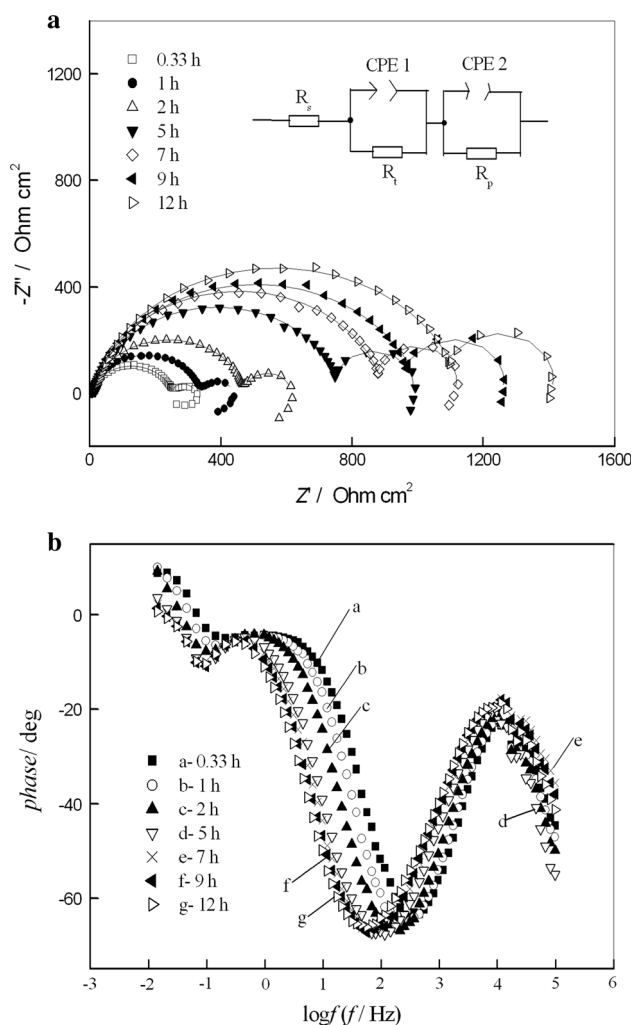 a
1200
800
400
0
-Z'' / Ohm cm²
0 400 800 1200 1600
Z' / Ohm cm²
0.33 h
1 h
2 h
5 h
7 h
9 h
12 h
CPE 1 CPE 2
Rs
Rt Rp
b
0
-20
-40
-60
phase/ deg
-3 -2 -1 0 1 2 3 4 5 6
logf (f / Hz)
a- 0.33 h
b- 1 h
c- 2 h
d- 5 h
e- 7 h
f- 9 h
g- 12 h
a
b
c
e
d
f
g